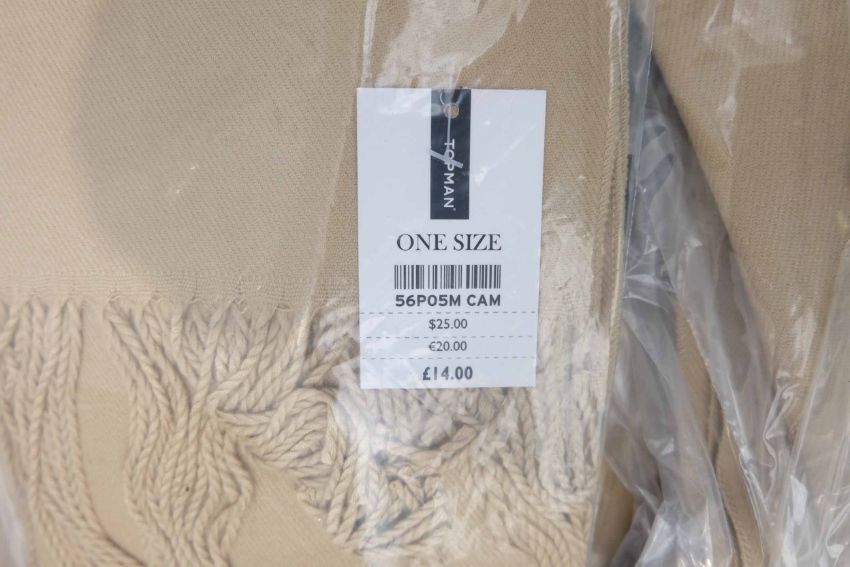 TOPMAN®
ONE SIZE
56P05M CAM
$25.00
€20.00
£14.00